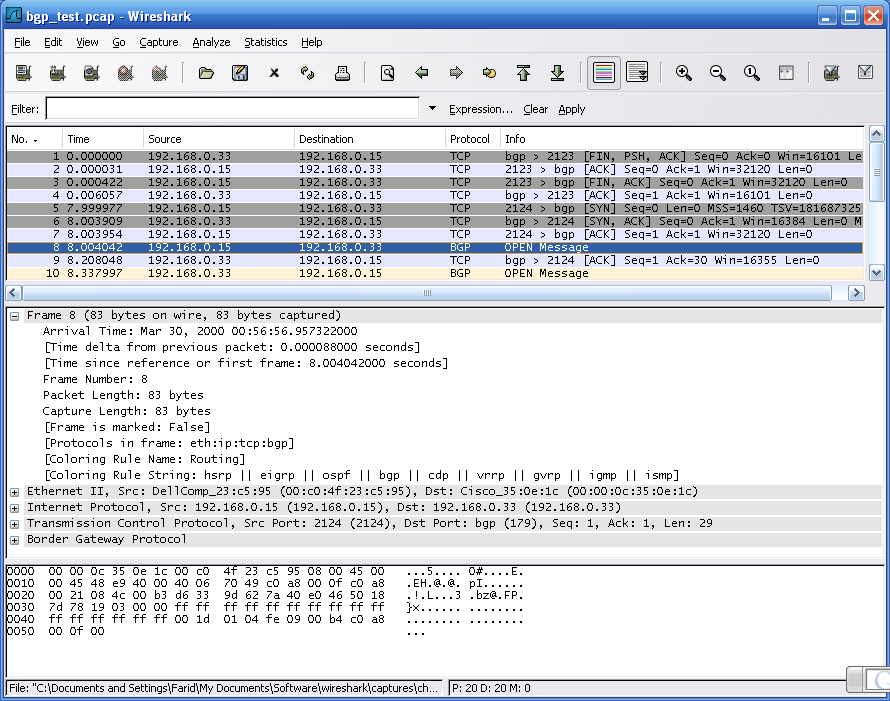 bgp_test.pcap - Wireshark
File Edit View Go Capture Analyze Statistics Help
Filter: Expression... Clear Apply
No. Time Source Destination Protocol Info
1 0.000000 192.168.0.33 192.168.0.15 TCP bgp > 2123 [FIN, PSH, ACK] Seq=0 Ack=0 Win=16101 Le
2 0.000031 192.168.0.15 192.168.0.33 TCP 2123 > bgp [ACK] Seq=0 Ack=1 Win=32120 Len=0
3 0.000422 192.168.0.15 192.168.0.33 TCP 2123 > bgp [FIN, ACK] Seq=0 Ack=1 Win=32120 Len=0
4 0.006057 192.168.0.33 192.168.0.15 TCP bgp > 2123 [ACK] Seq=1 Ack=1 Win=16101 Len=0
5 7.999977 192.168.0.15 192.168.0.33 TCP 2124 > bgp [SYN] Seq=0 Len=0 MSS=1460 TSV=181687325
6 8.003909 192.168.0.33 192.168.0.15 TCP bgp > 2124 [SYN, ACK] Seq=0 Ack=1 Win=16384 Len=0 M
7 8.003954 192.168.0.15 192.168.0.33 TCP 2124 > bgp [ACK] Seq=1 Ack=1 Win=32120 Len=0
8 8.004042 192.168.0.15 192.168.0.33 BGP OPEN Message
9 8.208048 192.168.0.33 192.168.0.15 TCP bgp > 2124 [ACK] Seq=1 Ack=30 Win=16355 Len=0
10 8.337997 192.168.0.33 192.168.0.15 BGP OPEN Message
Frame 8 (83 bytes on wire, 83 bytes captured)
Arrival Time: Mar 30, 2000 00:56:56.957322000
[Time delta from previous packet: 0.000088000 seconds]
[Time since reference or first frame: 8.004042000 seconds]
Frame Number: 8
Packet Length: 83 bytes
Capture Length: 83 bytes
[Frame is marked: False]
[Protocols in frame: eth:ip:tcp:bgp]
[Coloring Rule Name: Routing]
[Coloring Rule String: hsrp || eigrp || ospf || bgp || cdp || vrrp || gvrp || igmp || ismp]
Ethernet II, Src: DellComp_23:c5:95 (00:c0:4f:23:c5:95), Dst: Cisco_35:0e:1c (00:00:0c:35:0e:1c)
Internet Protocol, Src: 192.168.0.15 (192.168.0.15), Dst: 192.168.0.33 (192.168.0.33)
Transmission Control Protocol, Src Port: 2124 (2124), Dst Port: bgp (179), Seq: 1, Ack: 1, Len: 29
Border Gateway Protocol
0000 00 00 0c 35 0e 1c 00 c0 4f 23 c5 95 08 00 45 00 ...5.... O#....E.
0010 00 45 48 e9 40 00 40 06 70 49 c0 a8 00 0f c0 a8 .EH.@.@. pI......
0020 00 21 08 4c 00 b3 d6 33 9d 62 7a 40 e0 46 50 18 .!.L...3 .bz@.FP.
0030 7d 78 19 03 00 00 ff ff ff ff ff ff ff ff ff ff }x...... ........
0040 ff ff ff ff ff ff 00 1d 01 04 fe 09 00 b4 c0 a8 ........ ........
0050 00 0f 00 ...
File: "C:\Documents and Settings\Farid\My Documents\Software\wireshark\captures\ch... P: 20 D: 20 M: 0